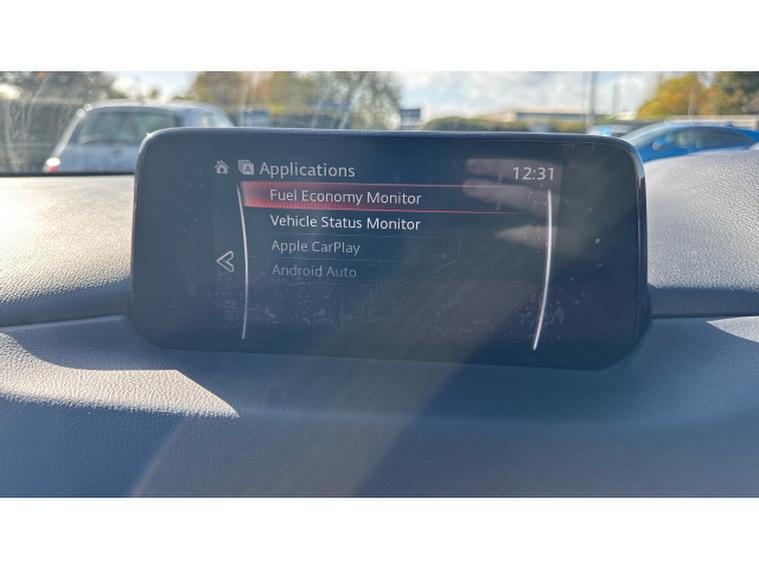 Applications 12:31
Fuel Economy Monitor
Vehicle Status Monitor
Apple CarPlay
Android Auto